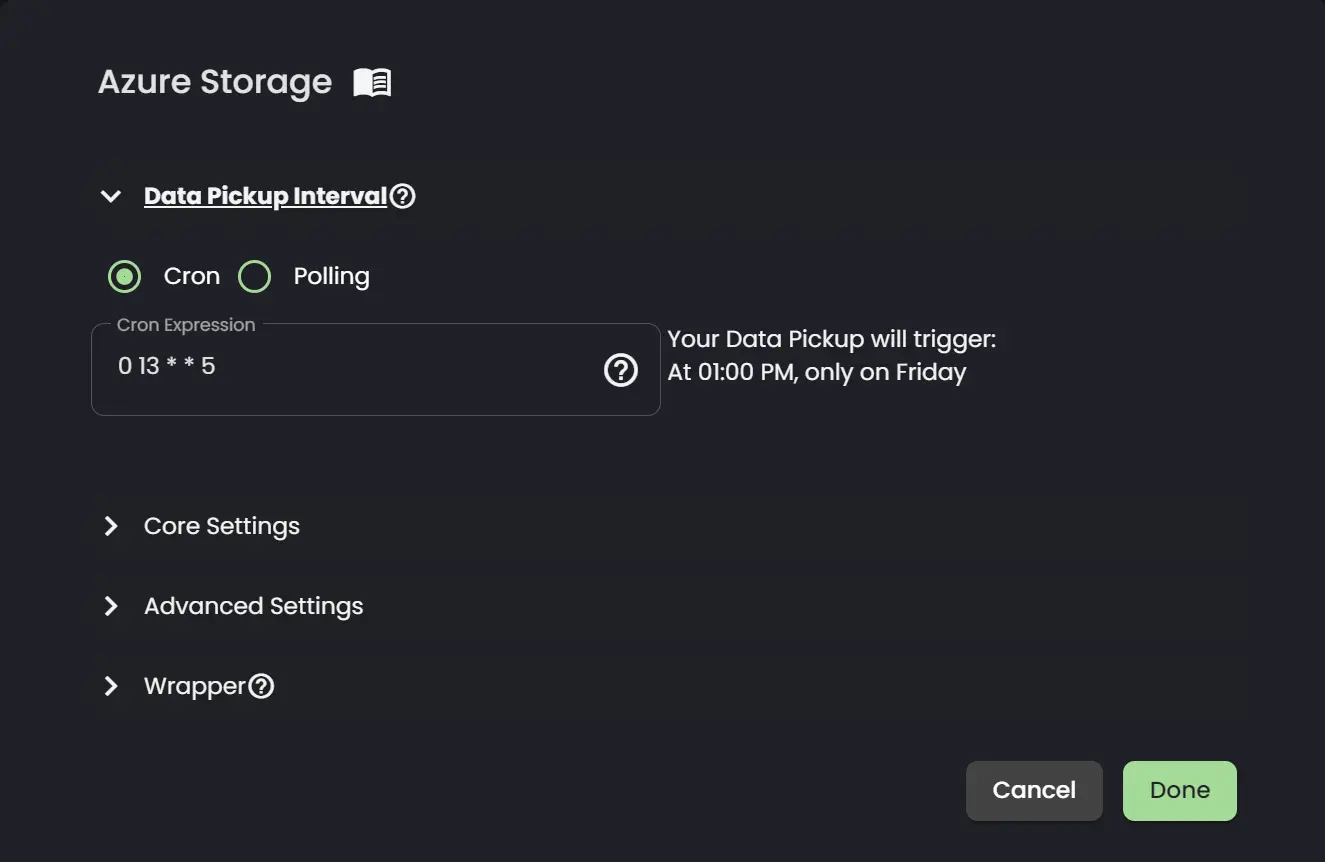 Azure Storage
Data Pickup Interval
Cron Polling
Cron Expression
0 13 * * 5
Your Data Pickup will trigger:
At 01:00 PM, only on Friday
Core Settings
Advanced Settings
Wrapper
Cancel Done